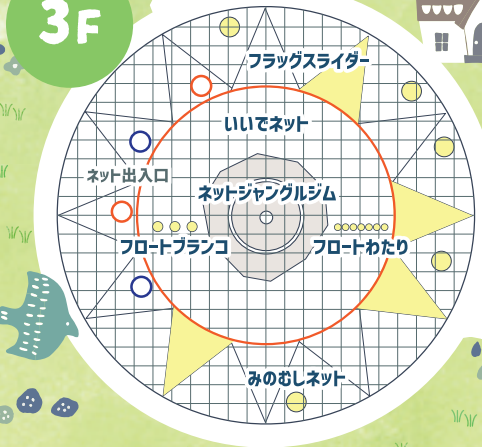 3F
フラッグスライダー
いいでネット
ネット出入口
ネットジャングルジム
フロートブランコ
フロートわたり
みのむしネット